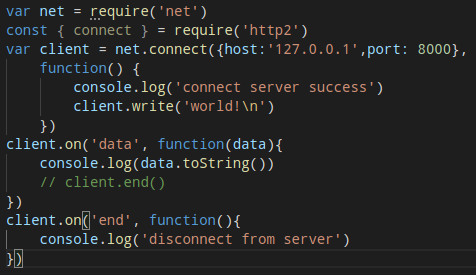 var net = require('net')
const { connect } = require('http2')
var client = net.connect({host:'127.0.0.1',port: 8000},
    function() {
        console.log('connect server success')
        client.write('world!\n')
    })
client.on('data', function(data){
    console.log(data.toString())
    // client.end()
})
client.on('end', function(){
    console.log('disconnect from server')
})